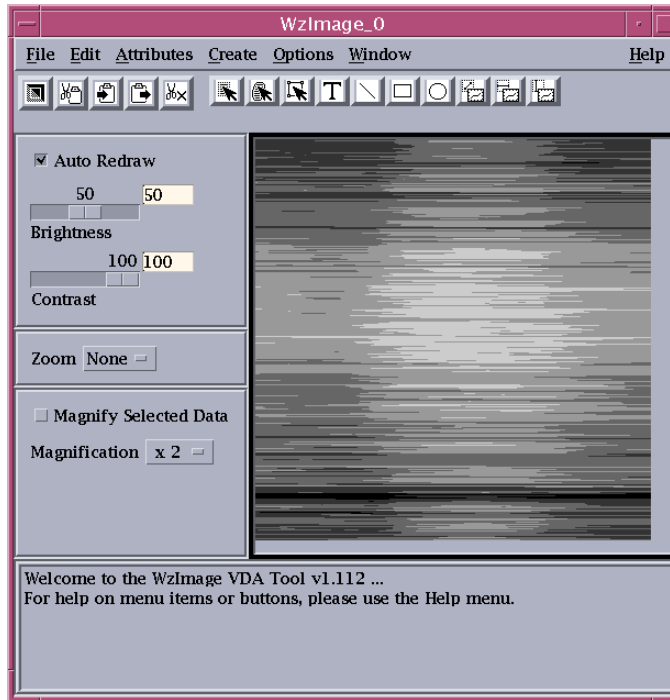 WzImage_0
File Edit Attributes Create Options Window Help
T
Auto Redraw
50 50
Brightness
100 100
Contrast
Zoom None
Magnify Selected Data
Magnification x 2
Welcome to the WzImage VDA Tool v1.112 ...
For help on menu items or buttons, please use the Help menu.